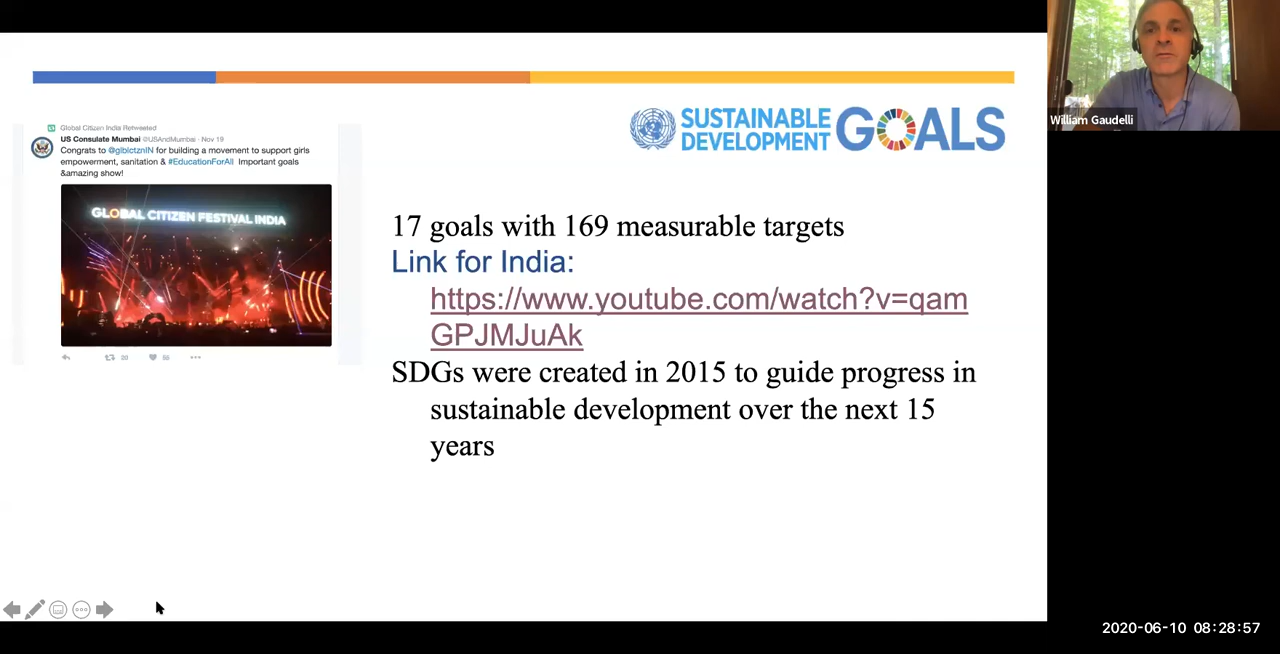 Global Citizen India Retweeted
US Consulate Mumbai @USAndMumbai · Nov 19
Congrats to @glblctznIN for building a movement to support girls
empowerment, sanitation & #EducationForAll Important goals
&amazing show!
GLOBAL CITIZEN FESTIVAL INDIA
SUSTAINABLE
DEVELOPMENT
GOALS
17 goals with 169 measurable targets
Link for India:
https://www.youtube.com/watch?v=qam
GPJMJuAk
SDGs were created in 2015 to guide progress in
sustainable development over the next 15
years
William Gaudelli
2020-06-10 08:28:57